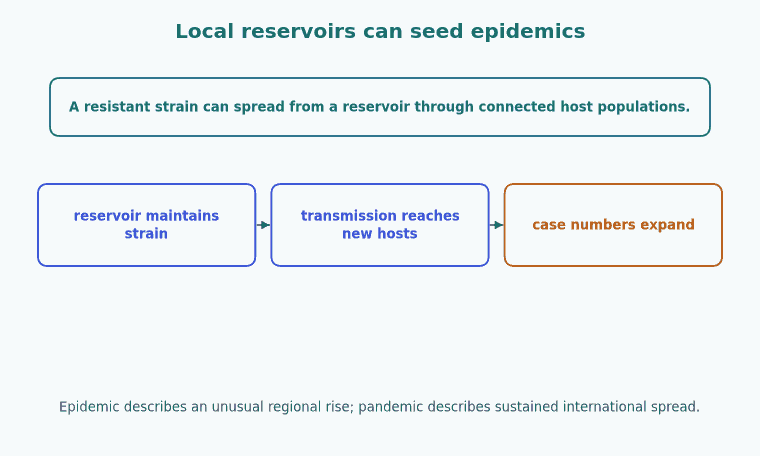 Local reservoirs can seed epidemics
A resistant strain can spread from a reservoir through connected host populations.
reservoir maintains
strain
transmission reaches
new hosts
case numbers expand
Epidemic describes an unusual regional rise; pandemic describes sustained international spread.